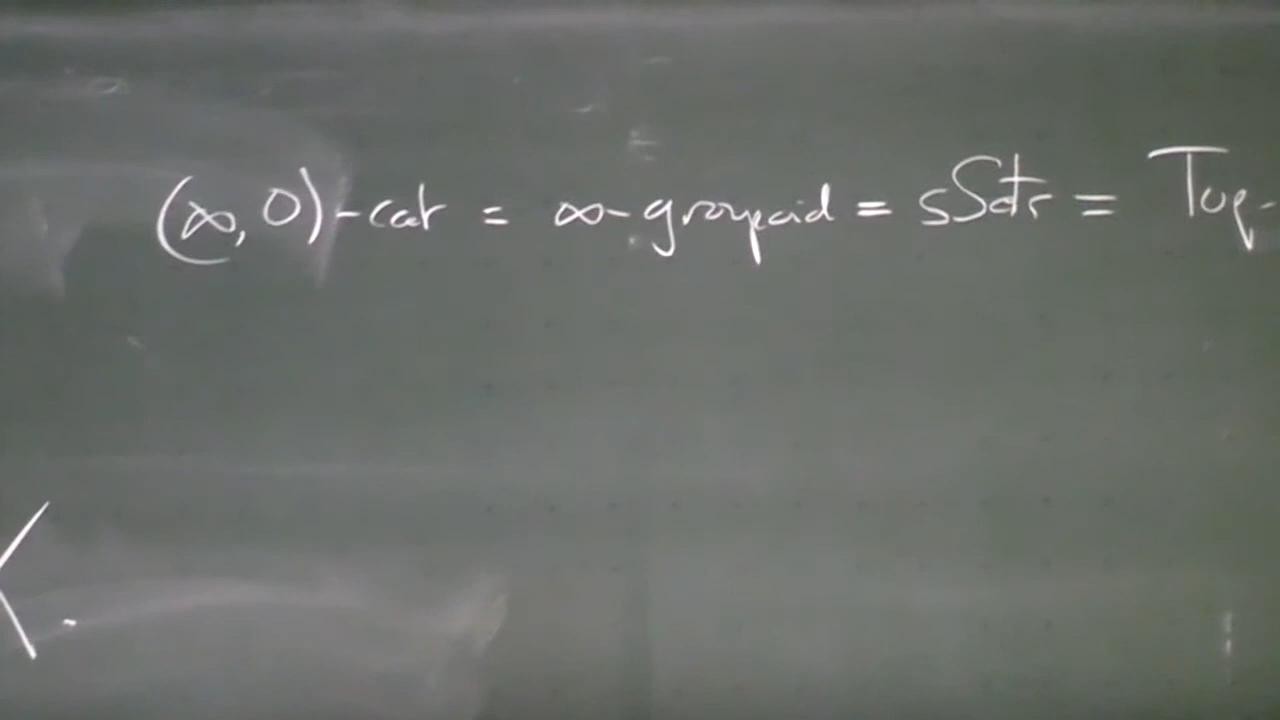 (∞, 0)-cat = ∞-groupoid = sSets = Top.